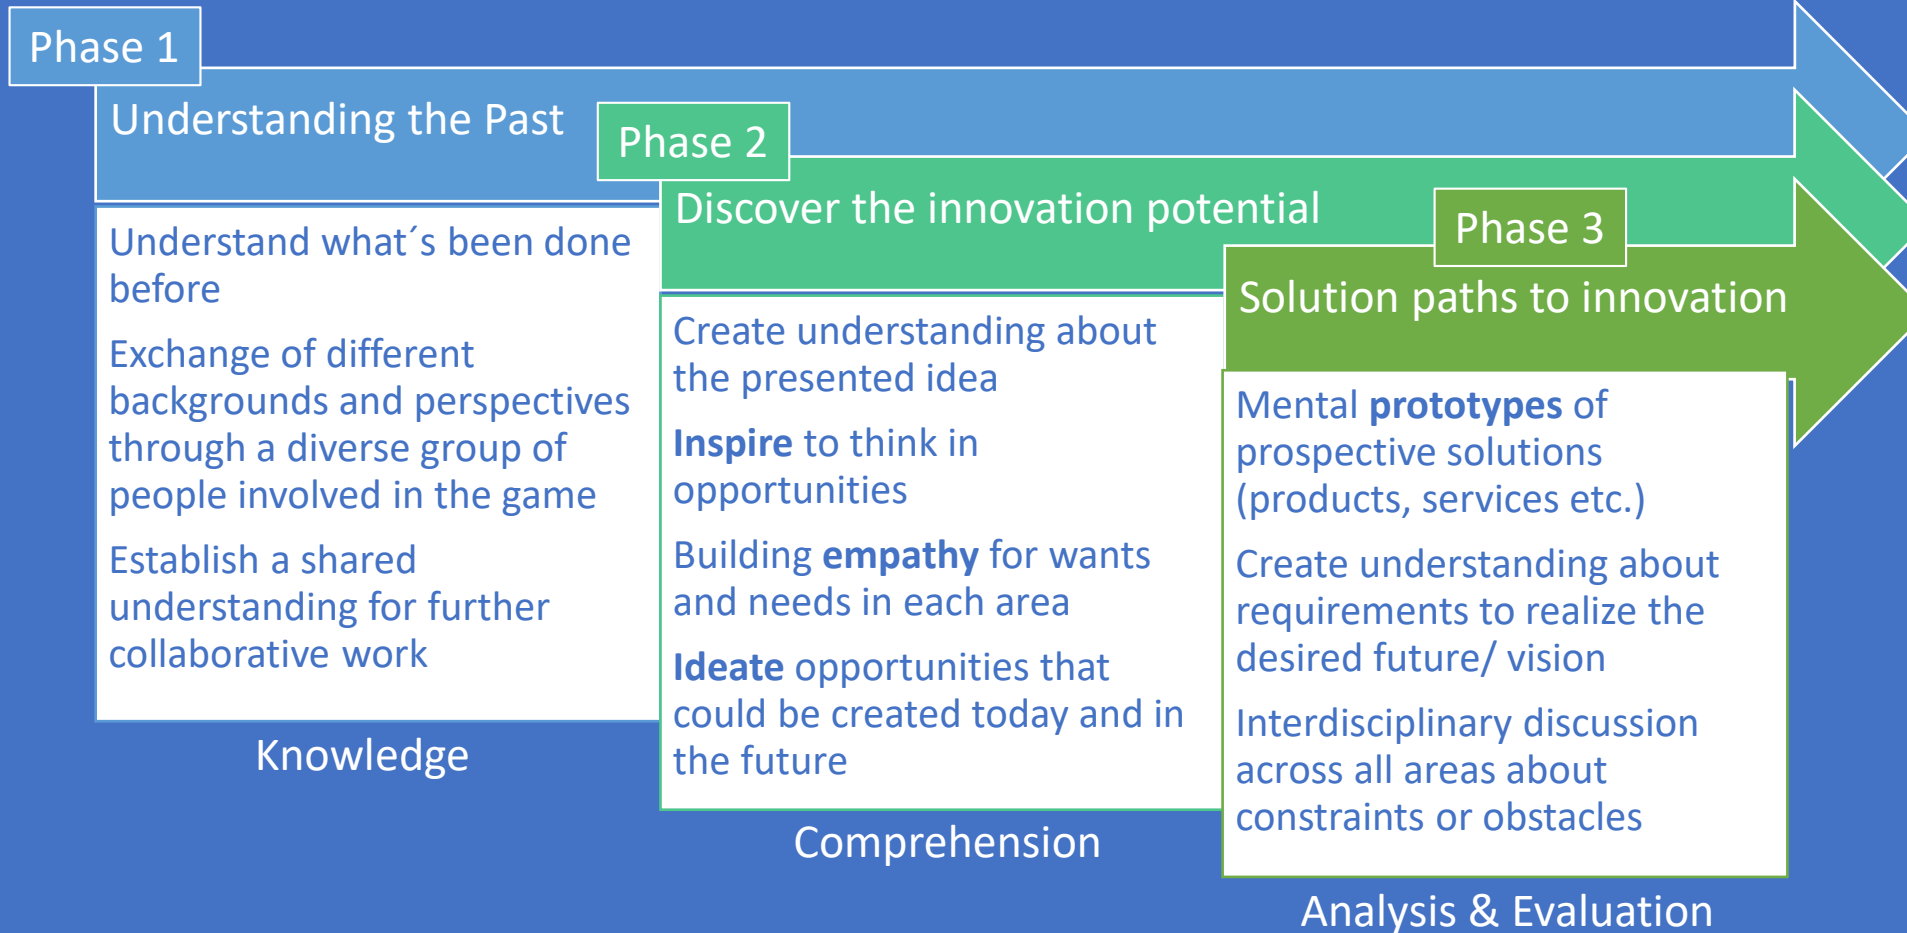 Phase 1
Understanding the Past
Understand what´s been done
before
Exchange of different
backgrounds and perspectives
through a diverse group of
people involved in the game
Establish a shared
understanding for further
collaborative work
Knowledge
Phase 2
Discover the innovation potential
Create understanding about
the presented idea
Inspire to think in
opportunities
Building empathy for wants
and needs in each area
Ideate opportunities that
could be created today and in
the future
Comprehension
Phase 3
Solution paths to innovation
Mental prototypes of
prospective solutions
(products, services etc.)
Create understanding about
requirements to realize the
desired future/ vision
Interdisciplinary discussion
across all areas about
constraints or obstacles
Analysis & Evaluation